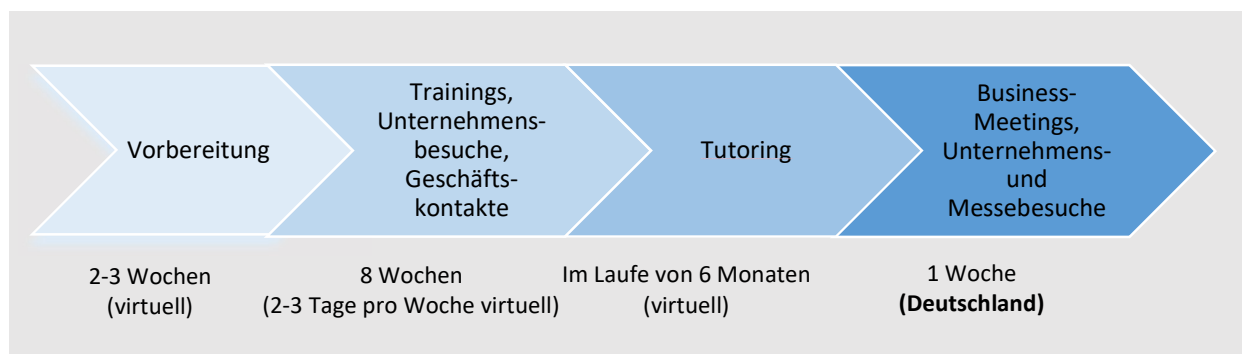 Vorbereitung
Trainings,
Unternehmens-
besuche,
Geschäfts-
kontakte
Tutoring
Business-
Meetings,
Unternehmens-
und
Messebesuche
2-3 Wochen
(virtuell)
8 Wochen
(2-3 Tage pro Woche virtuell)
Im Laufe von 6 Monaten
(virtuell)
1 Woche
(Deutschland)